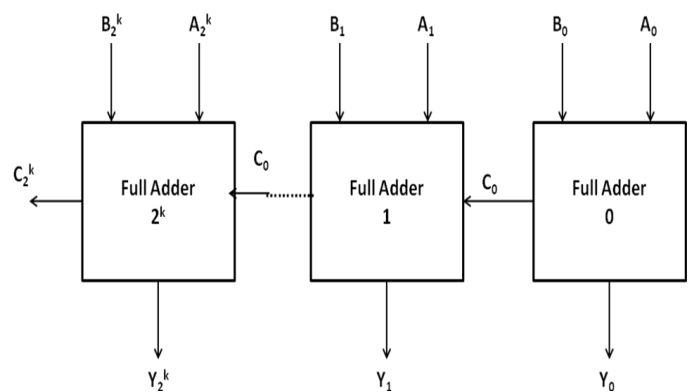 B₂ᵏ A₂ᵏ B₁ A₁ B₀ A₀
C₂ᵏ Full Adder 2ᵏ C₀ Full Adder 1 C₀ Full Adder 0
Y₂ᵏ Y₁ Y₀